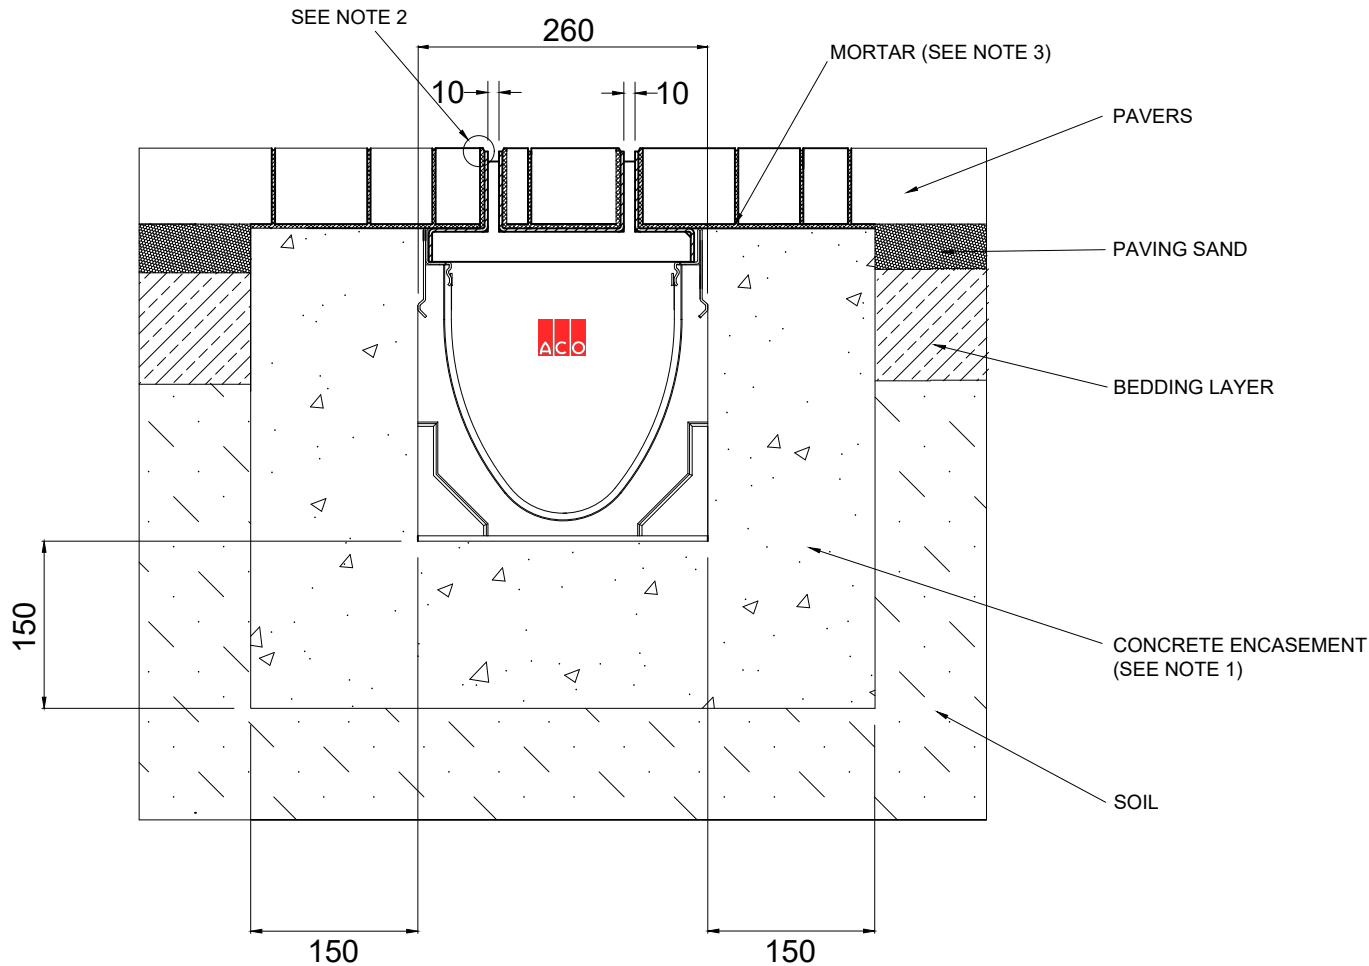 SEE NOTE 2
260
MORTAR (SEE NOTE 3)
10
10
PAVERS
PAVING SAND
ACO
BEDDING LAYER
150
CONCRETE ENCASEMENT
(SEE NOTE 1)
SOIL
150
150